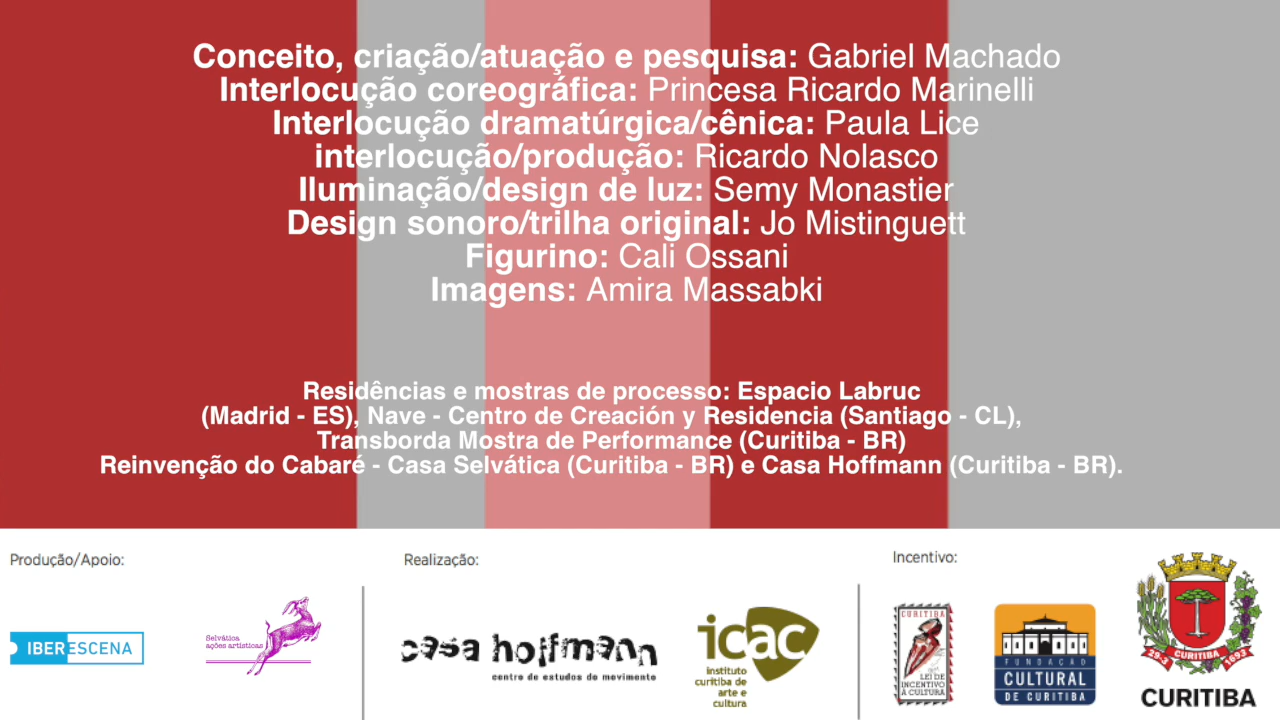 Conceito, criação/atuação e pesquisa: Gabriel Machado
Interlocução coreográfica: Princesa Ricardo Marinelli
Interlocução dramatúrgica/cênica: Paula Lice
interlocução/produção: Ricardo Nolasco
Iluminação/design de luz: Semy Monastier
Design sonoro/trilha original: Jo Mistinguett
Figurino: Cali Ossani
Imagens: Amira Massabki
Residências e mostras de processo: Espacio Labruc
(Madrid - ES), Nave - Centro de Creación y Residencia (Santiago - CL),
Transborda Mostra de Performance (Curitiba - BR)
Reinvenção do Cabaré - Casa Selvática (Curitiba - BR) e Casa Hoffmann (Curitiba - BR).
Produção/Apoio:
IBERESCENA
Selvática
ações artísticas
Realização:
casa hoffmann
centro de estudos do movimento
icac
instituto
curitiba de
arte e
cultura
Incentivo:
CURITIBA
LEI DE
INCENTIVO
À CULTURA
FUNDAÇÃO
CULTURAL
DE CURITIBA
29-3 CURITIBA 1693
CURITIBA